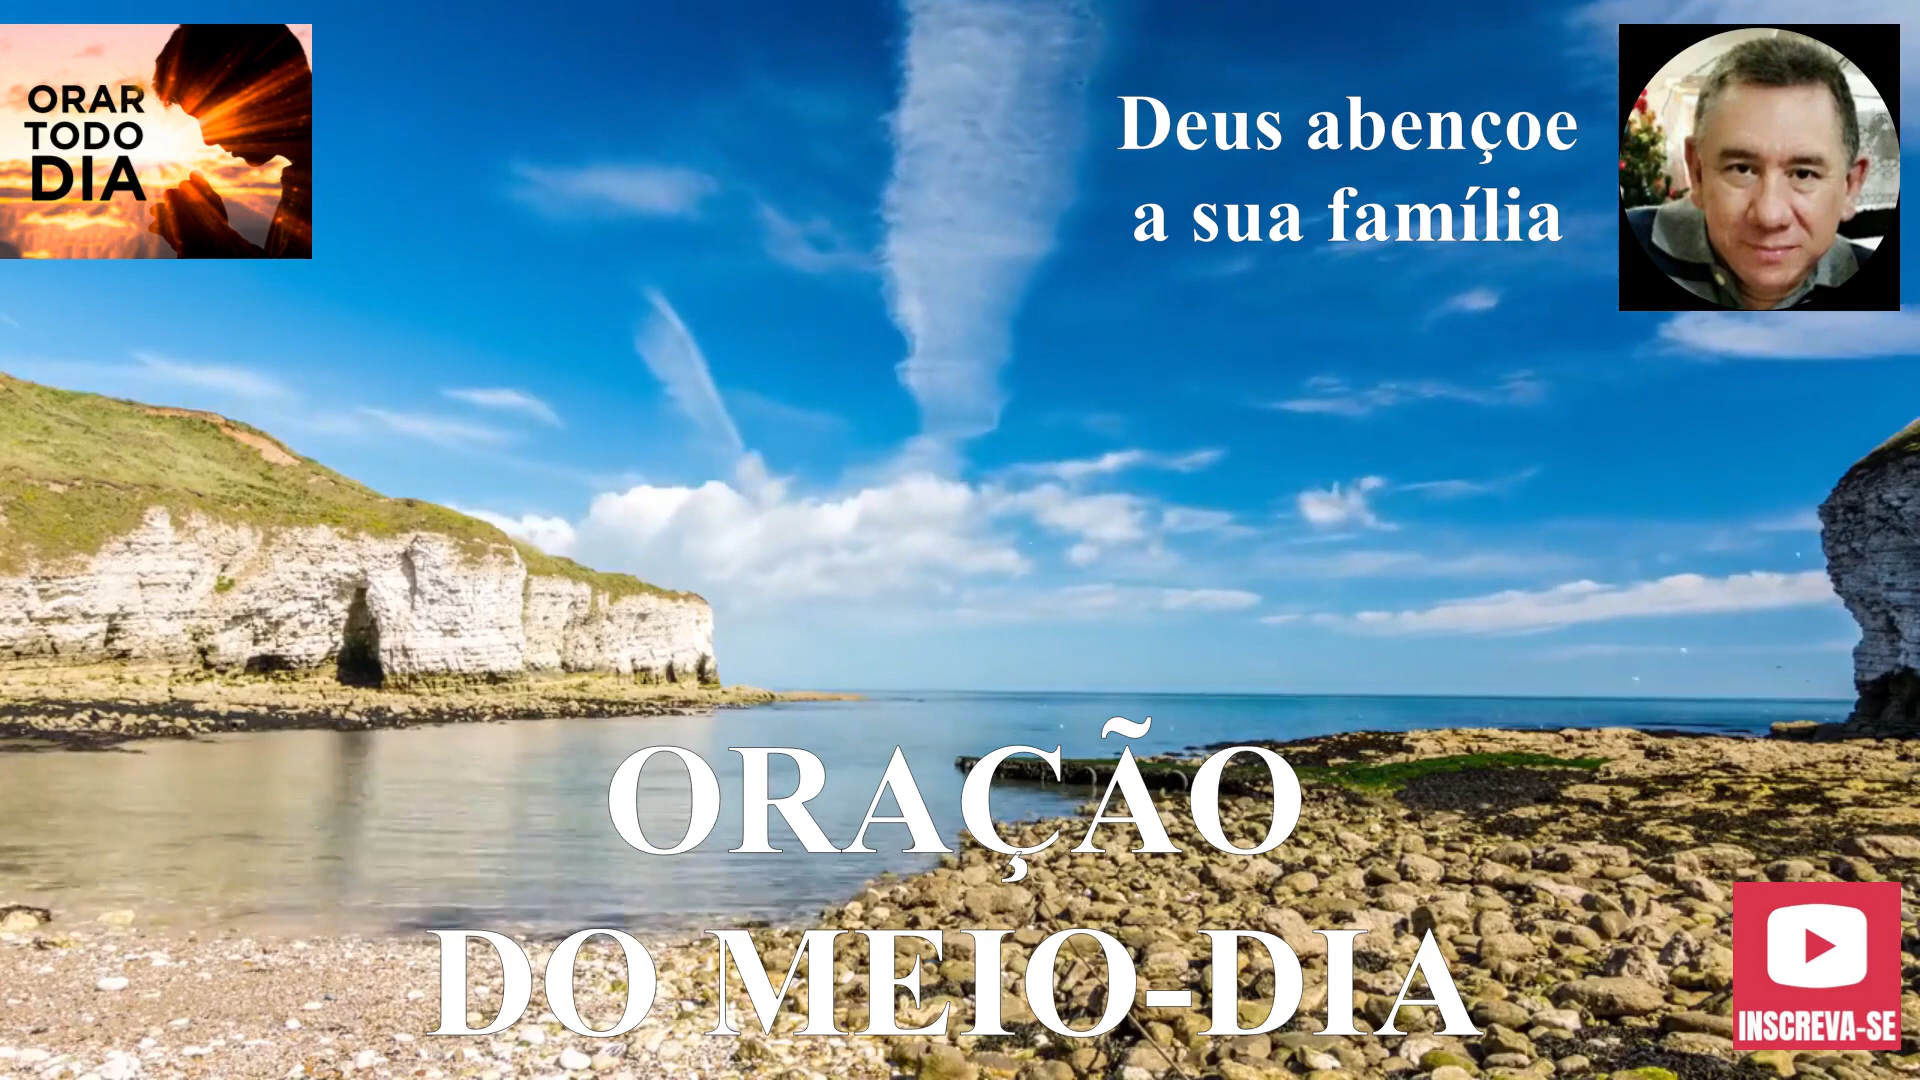 ORAR
TODO
DIA
Deus abençoe
a sua família
ORAÇÃO
DO MEIO-DIA
INSCREVA-SE